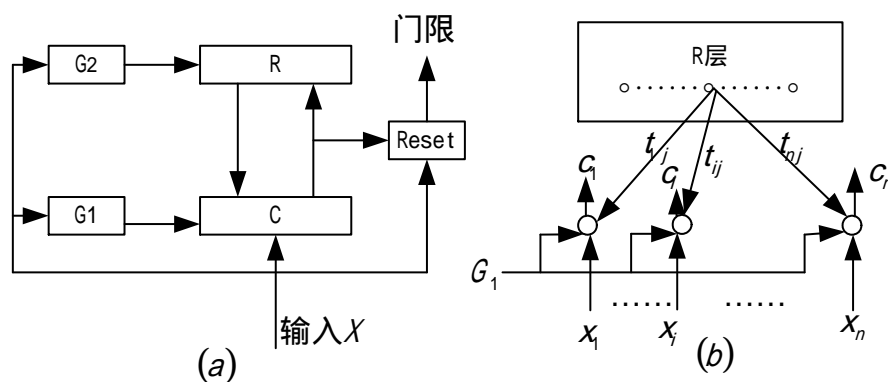 门限
G2
R
Reset
G1
C
输入X
(a)
R层
t1j
tij
tnj
c1
ci
cn
G1
x1
xi
xn
……
……
(b)